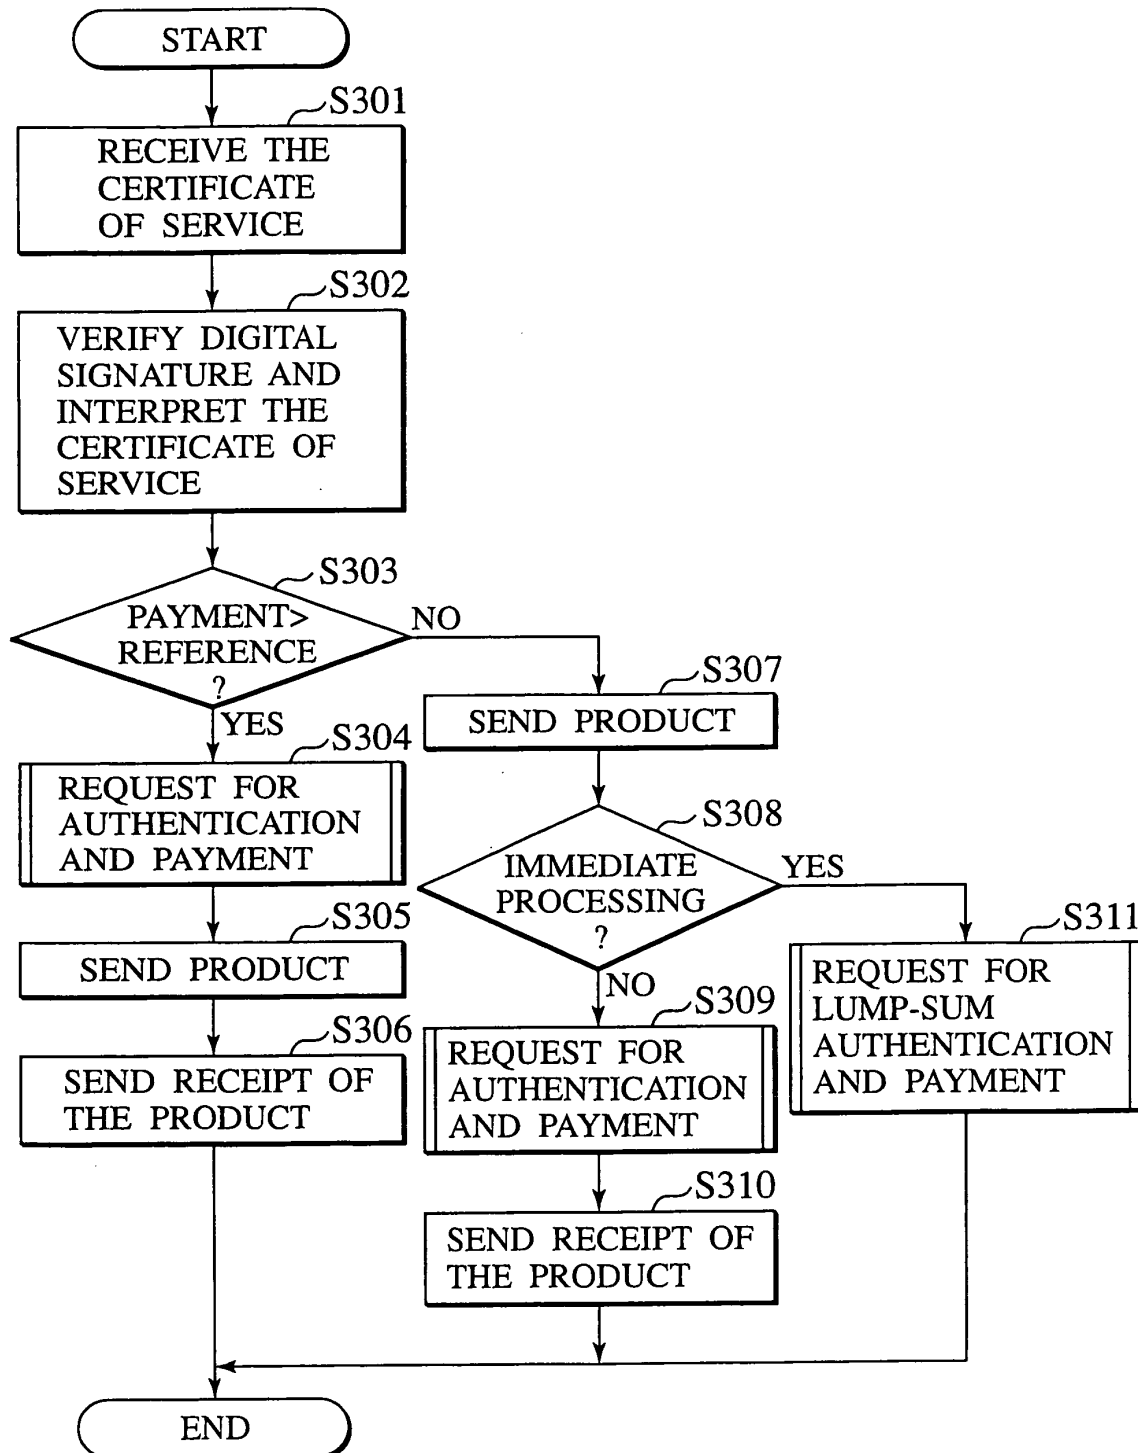 START
S301
RECEIVE THE
CERTIFICATE
OF SERVICE
S302
VERIFY DIGITAL
SIGNATURE AND
INTERPRET THE
CERTIFICATE OF
SERVICE
S303
PAYMENT>
REFERENCE
?
NO
YES
S304
REQUEST FOR
AUTHENTICATION
AND PAYMENT
S305
SEND PRODUCT
S306
SEND RECEIPT OF
THE PRODUCT
S307
SEND PRODUCT
S308
IMMEDIATE
PROCESSING
?
YES
NO
S309
REQUEST FOR
AUTHENTICATION
AND PAYMENT
S310
SEND RECEIPT OF
THE PRODUCT
S311
REQUEST FOR
LUMP-SUM
AUTHENTICATION
AND PAYMENT
END